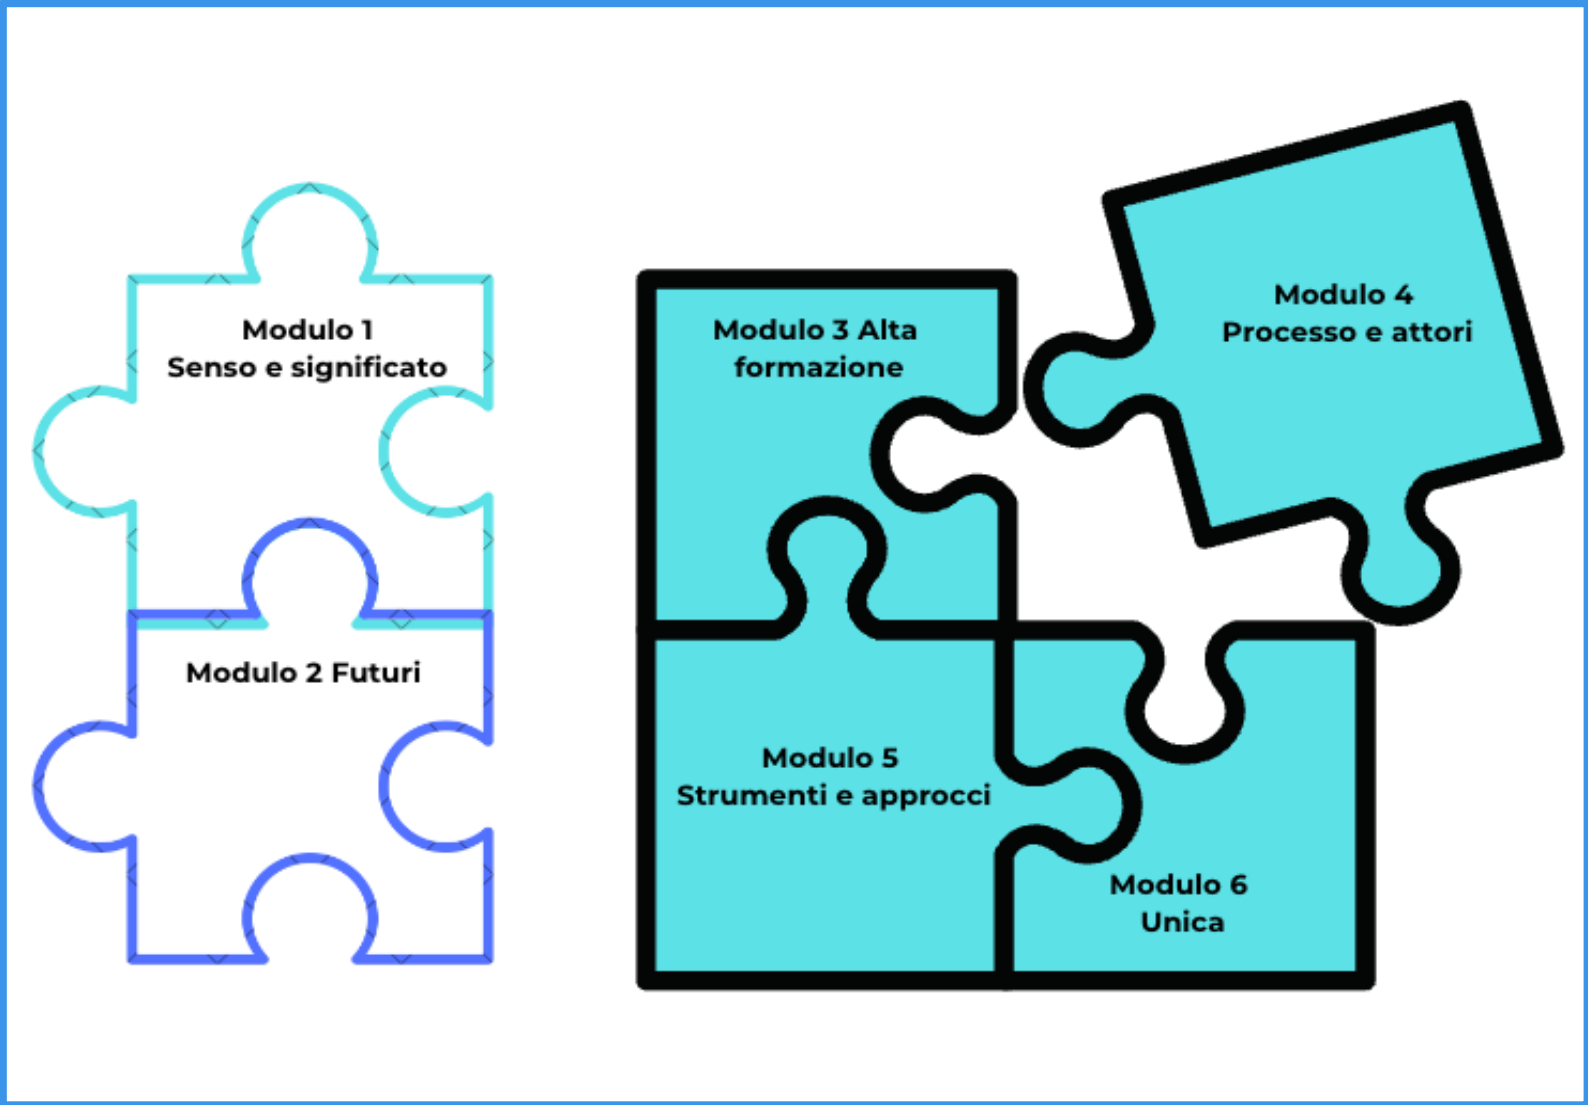 Modulo 1
Senso e significato
Modulo 2 Futuri
Modulo 3 Alta
formazione
Modulo 4
Processo e attori
Modulo 5
Strumenti e approcci
Modulo 6
Unica